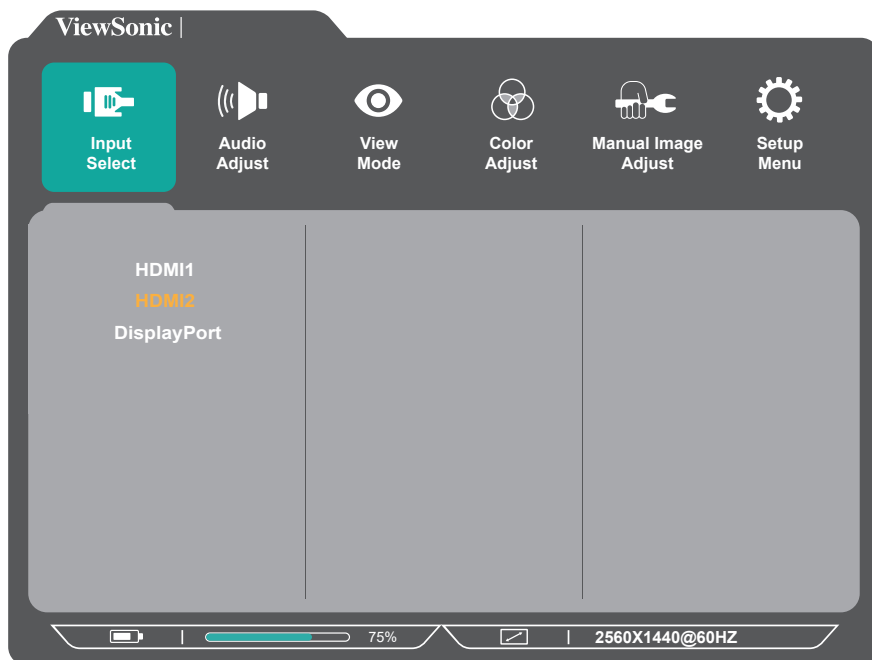 ViewSonic
Input
Select
Audio
Adjust
View
Mode
Color
Adjust
Manual Image
Adjust
Setup
Menu
HDMI1
HDMI2
DisplayPort
75%
2560X1440@60HZ